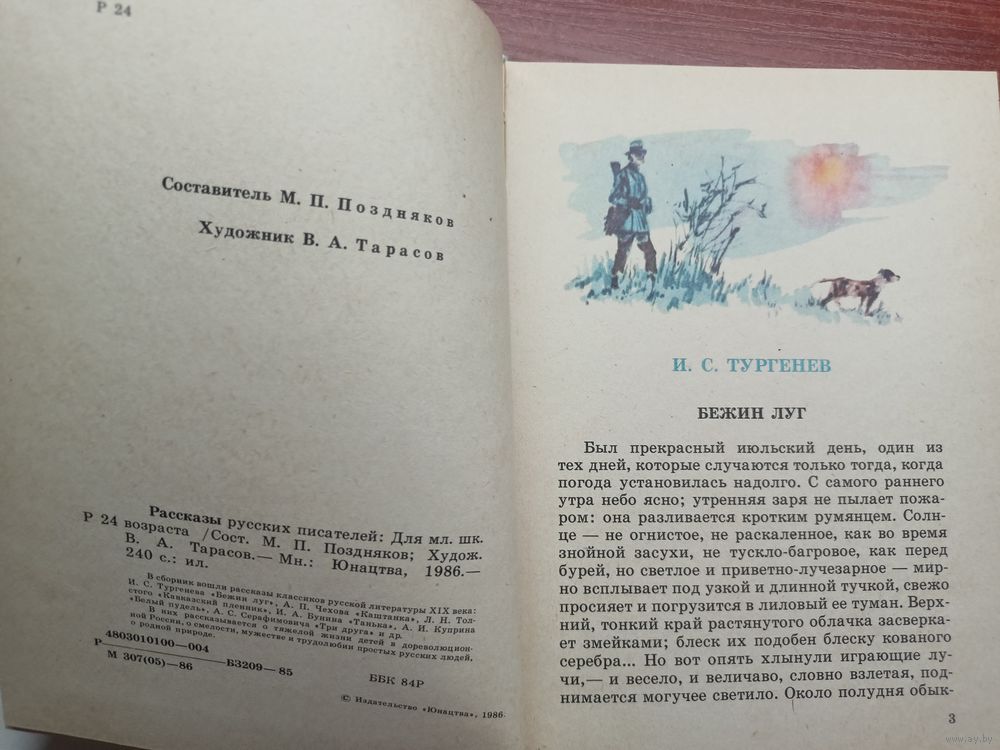 Р 24
Составитель М. П. Поздняков
Художник В. А. Тарасов
Рассказы русских писателей: Для мл. шк.
Р 24 возраста /Сост. М. П. Поздняков; Худож.
В. А. Тарасов.— Мн.: Юнацтва, 1986.—
240 с.: ил.
В сборник вошли рассказы классиков русской литературы XIX века:
И. С. Тургенева «Бежин луг», А. П. Чехова «Каштанка», Л. Н. Тол-
стого «Кавказский пленник», И. А. Бунина «Танька», А. И. Куприна
«Белый пудель», А. С. Серафимовича «Три друга» и др.
В них рассказывается о тяжелой жизни детей в дореволюцион-
ной России, о смелости, мужестве и трудолюбии простых русских людей,
о родной природе.
4803010100—004
Р————————БЗ209—85
М 307(05)—86
ББК 84Р
© Издательство «Юнацтва», 1986.
И. С. ТУРГЕНЕВ
БЕЖИН ЛУГ
Был прекрасный июльский день, один из
тех дней, которые случаются только тогда, когда
погода установилась надолго. С самого раннего
утра небо ясно; утренняя заря не пылает пожа-
ром: она разливается кротким румянцем. Солн-
це — не огнистое, не раскаленное, как во время
знойной засухи, не тускло-багровое, как перед
бурей, но светлое и приветно-лучезарное — мир-
но всплывает под узкой и длинной тучкой, свежо
просияет и погрузится в лиловый ее туман. Верх-
ний, тонкий край растянутого облачка засверка-
ет змейками; блеск их подобен блеску кованого
серебра... Но вот опять хлынули играющие лу-
чи,— и весело, и величаво, словно взлетая, под-
нимается могучее светило. Около полудня обык-
3
www.ay.by